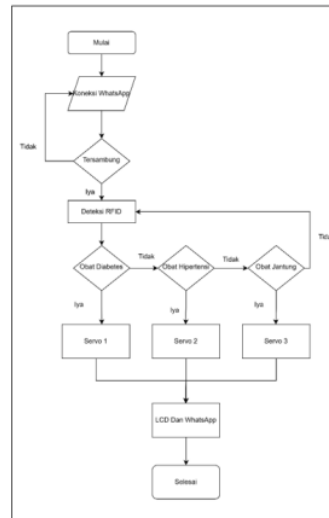 Mulai
Koneksi WhatsApp
Tidak
Tersambung
Iya
Deteksi RFID
Tidak
Tidak
Obat Diabetes
Obat Hipertensi
Obat Jantung
Iya
Iya
Iya
Servo 1
Servo 2
Servo 3
LCD Dan WhatsApp
Selesai